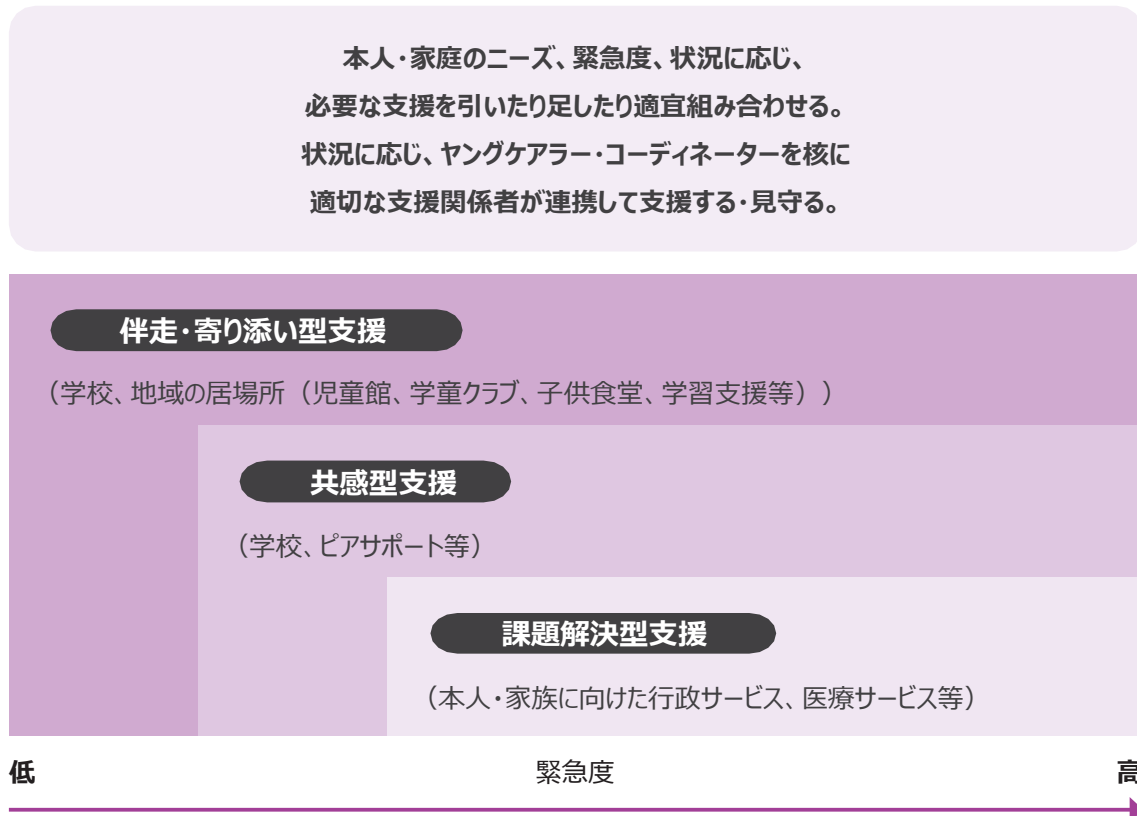 本人・家庭のニーズ、緊急度、状況に応じ、
必要な支援を引いたり足したり適宜組み合わせる。
状況に応じ、ヤングケアラー・コーディネーターを核に
適切な支援関係者が連携して支援する・見守る。
伴走・寄り添い型支援
（学校、地域の居場所（児童館、学童クラブ、子供食堂、学習支援等））
共感型支援
（学校、ピアサポート等）
課題解決型支援
（本人・家族に向けた行政サービス、医療サービス等）
低 緊急度 高